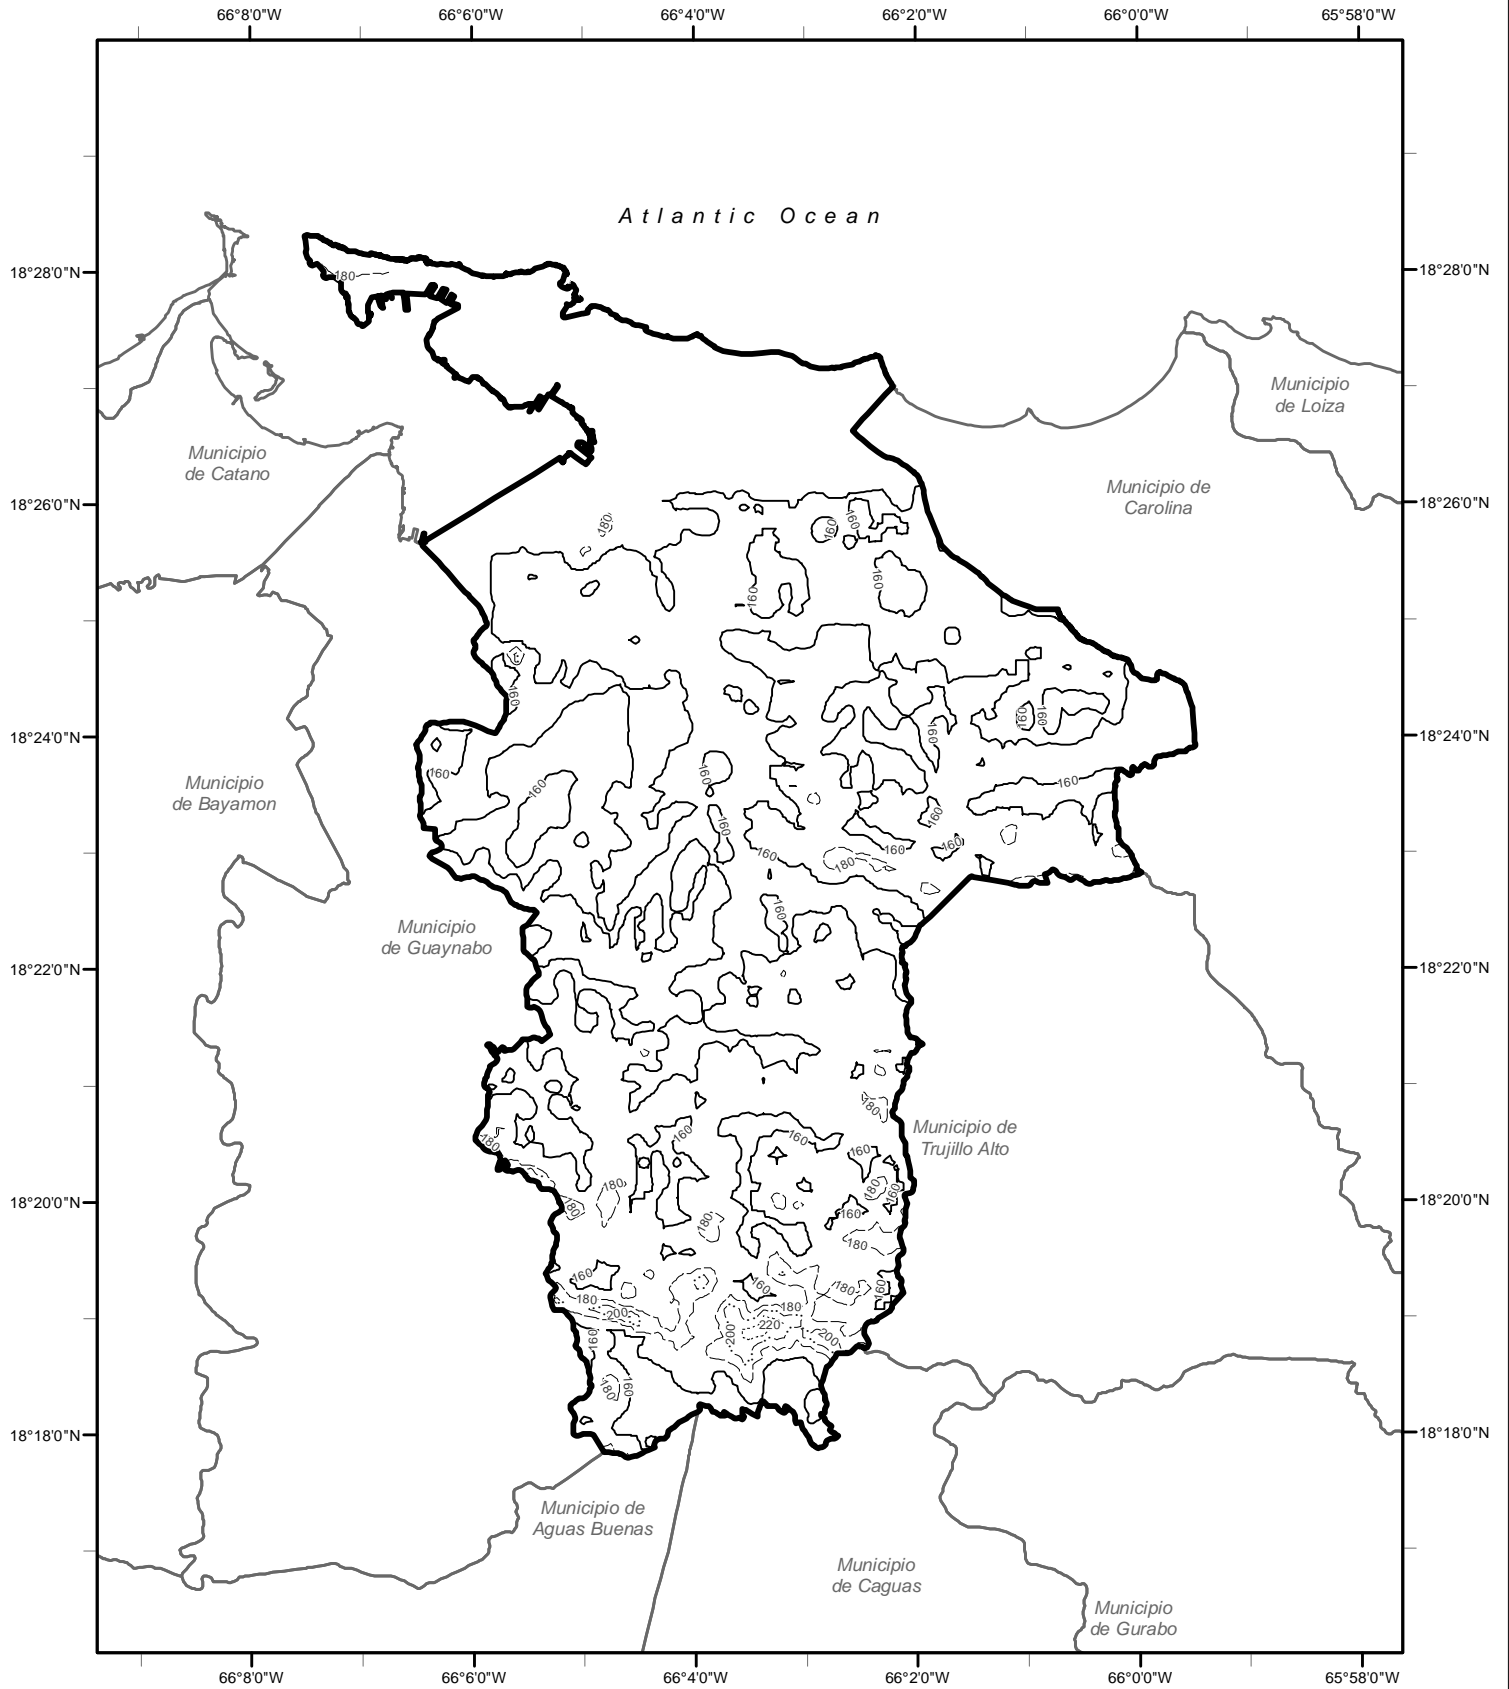 66°8'0"W 66°6'0"W 66°4'0"W 66°2'0"W 66°0'0"W 65°58'0"W
Atlantic Ocean
18°28'0"N 180 18°28'0"N
Municipio
de Loiza
Municipio
de Catano
Municipio de
Carolina
18°26'0"N 18°26'0"N
180 160 160
160 160
160
160 160
18°24'0"N 160 18°24'0"N
160 160 160
Municipio
de Bayamon
160
160 160
160 180 160 160
160
Municipio
de Guaynabo
18°22'0"N 18°22'0"N
180
Municipio de
Trujillo Alto
180 160 160
160
180 180 160
18°20'0"N 180 18°20'0"N
180 160
180
160 160 180 160
180 180
200 200 220 200
160
180 160
18°18'0"N 18°18'0"N
Municipio de
Aguas Buenas
Municipio
de Caguas
Municipio
de Gurabo
66°8'0"W 66°6'0"W 66°4'0"W 66°2'0"W 66°0'0"W 65°58'0"W